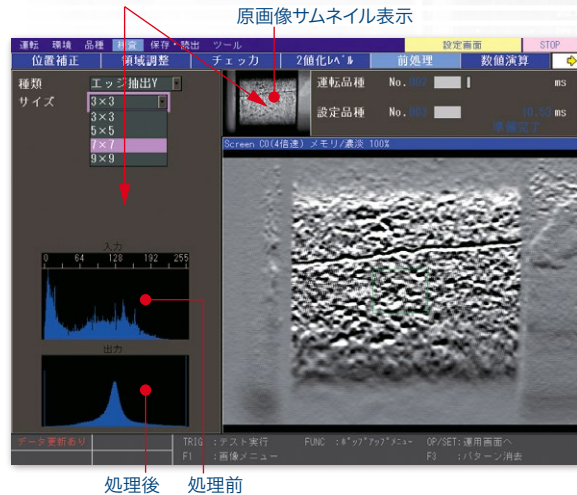 原画像サムネイル表示
運転 環境 品種 検査 保存・読出 ツール 設定画面 STOP
位置補正 領域調整 チェッカ 2値化レベル 前処理 数値演算
種類 エッジ抽出Y
サイズ 3×3
3×3
5×5
7×7
9×9
運転品種 No.002 ms
設定品種 No.002 ms
準備完了
Screen C0(4倍速) メモリ/濃淡 100%
入力
0 64 128 192 255
出力
データ更新あり
TRIG :テスト実行 FUNC :ポップアップメニュー OP/SET:運用画面へ
F1 :画像メニュー F3 :パターン消去
処理後 処理前